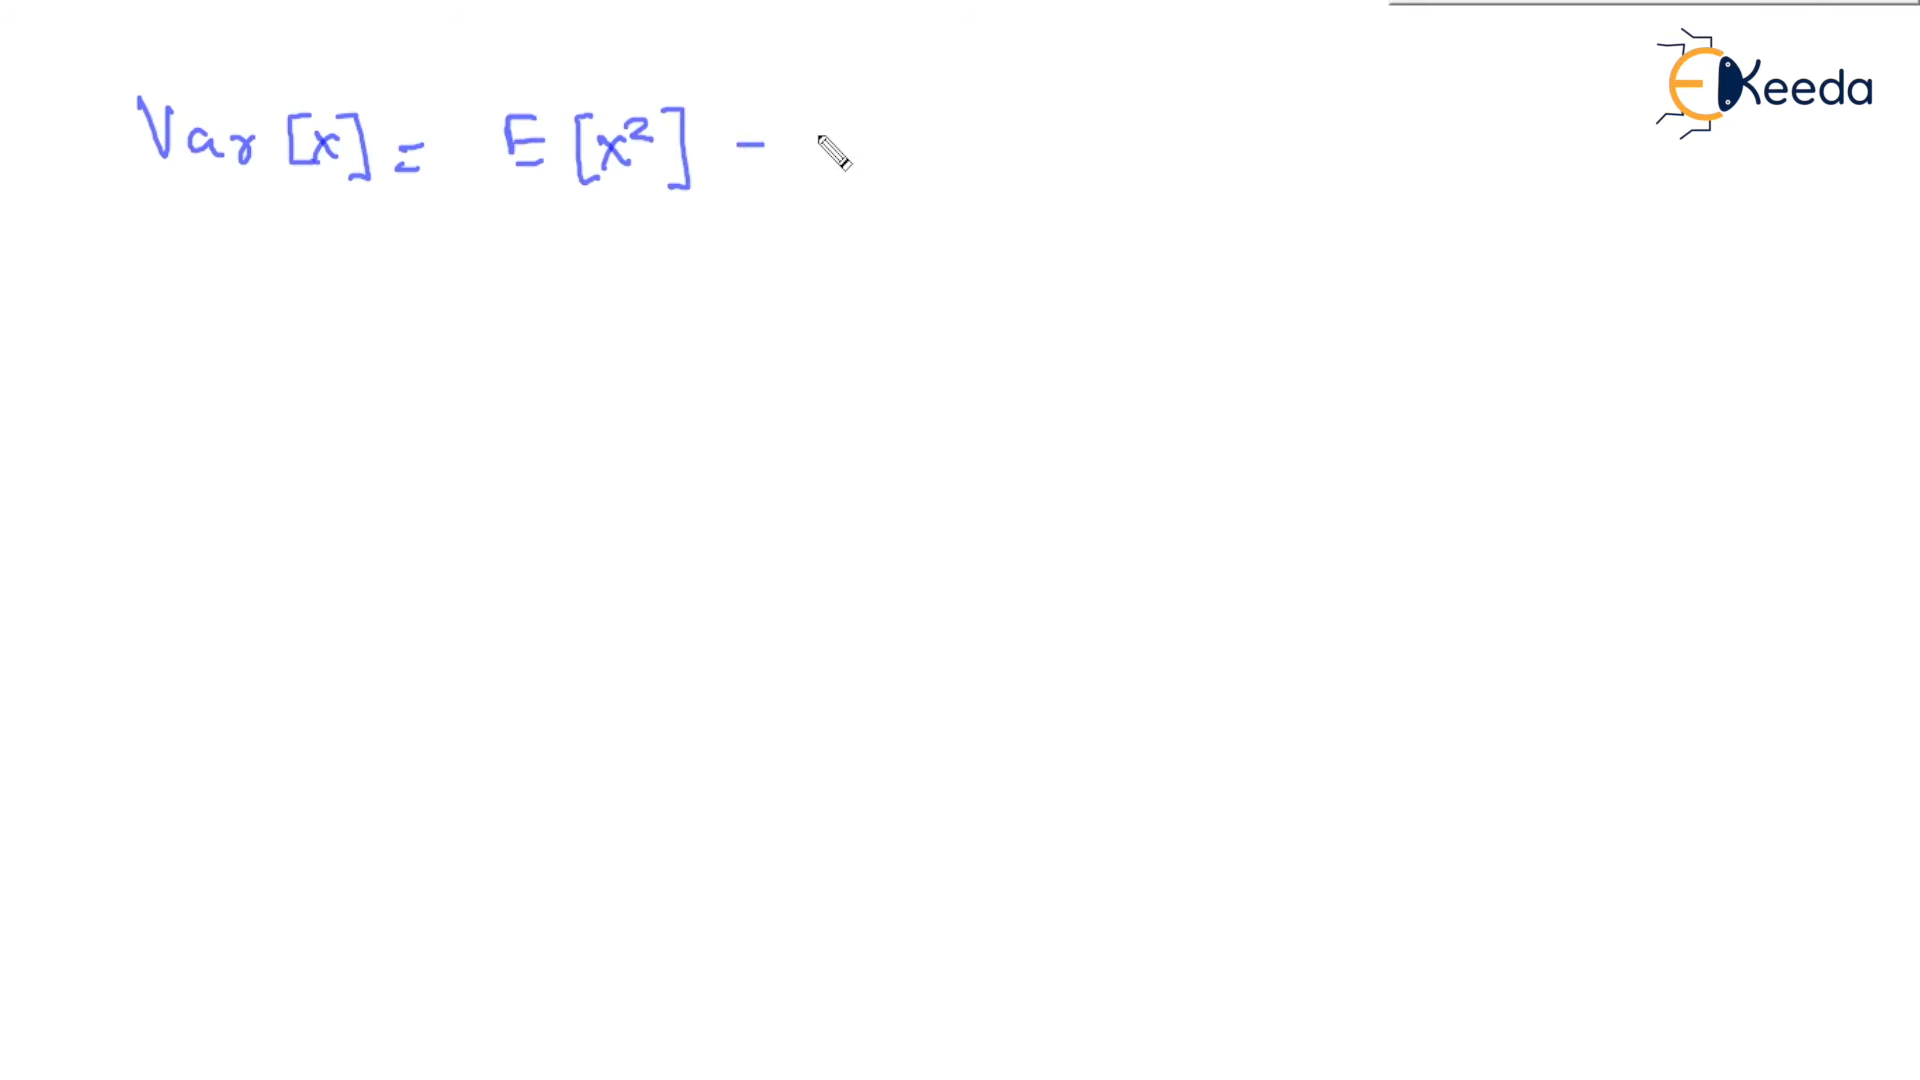 Var [x] = E [x²] -
EKeeda